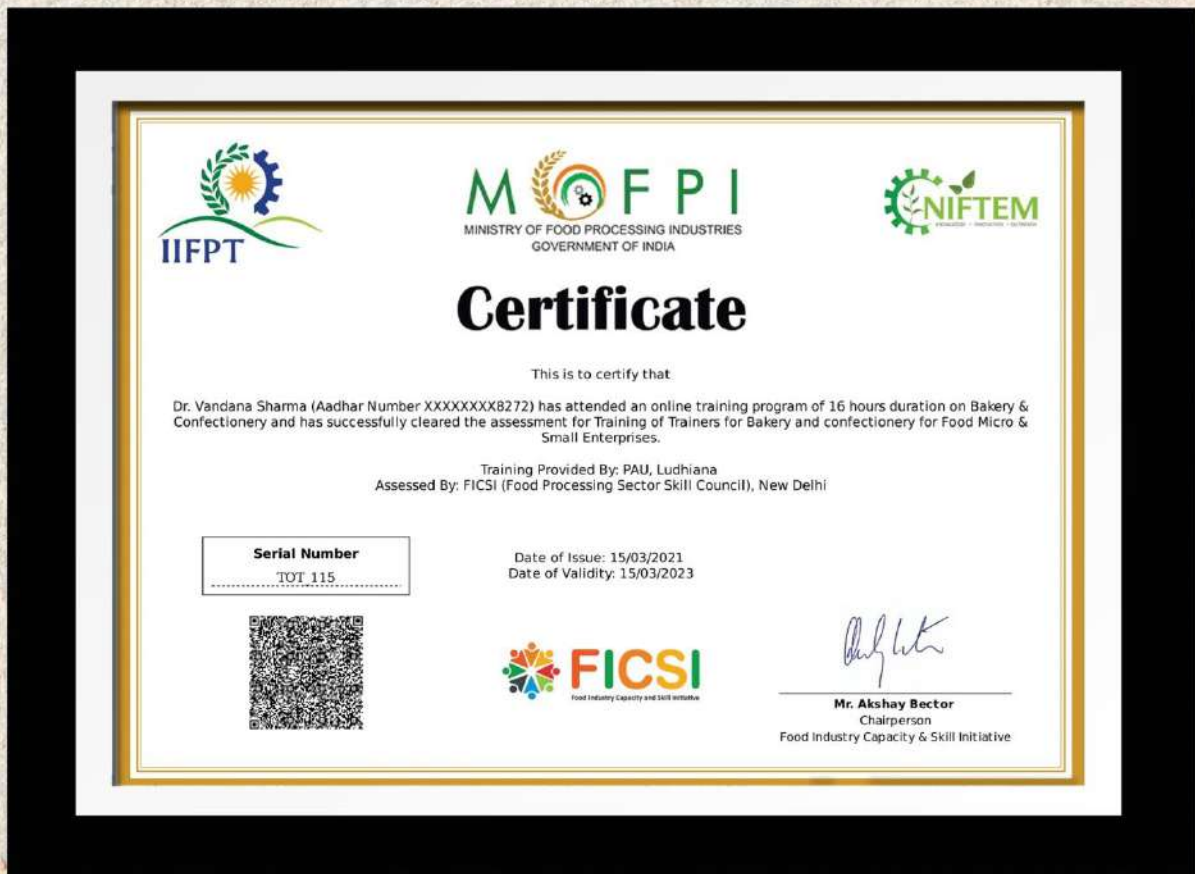 IIFPT
MOFPI
MINISTRY OF FOOD PROCESSING INDUSTRIES
GOVERNMENT OF INDIA
NIFTEM
Certificate
This is to certify that
Dr. Vandana Sharma (Aadhar Number XXXXXXXX8272) has attended an online training program of 16 hours duration on Bakery &
Confectionery and has successfully cleared the assessment for Training of Trainers for Bakery and confectionery for Food Micro &
Small Enterprises.
Training Provided By: PAU, Ludhiana
Assessed By: FICSI (Food Processing Sector Skill Council), New Delhi
Serial Number
TOT_115
Date of Issue: 15/03/2021
Date of Validity: 15/03/2023
FICSI
Food Industry Capacity and Skill Initiative
Mr. Akshay Bector
Chairperson
Food Industry Capacity & Skill Initiative